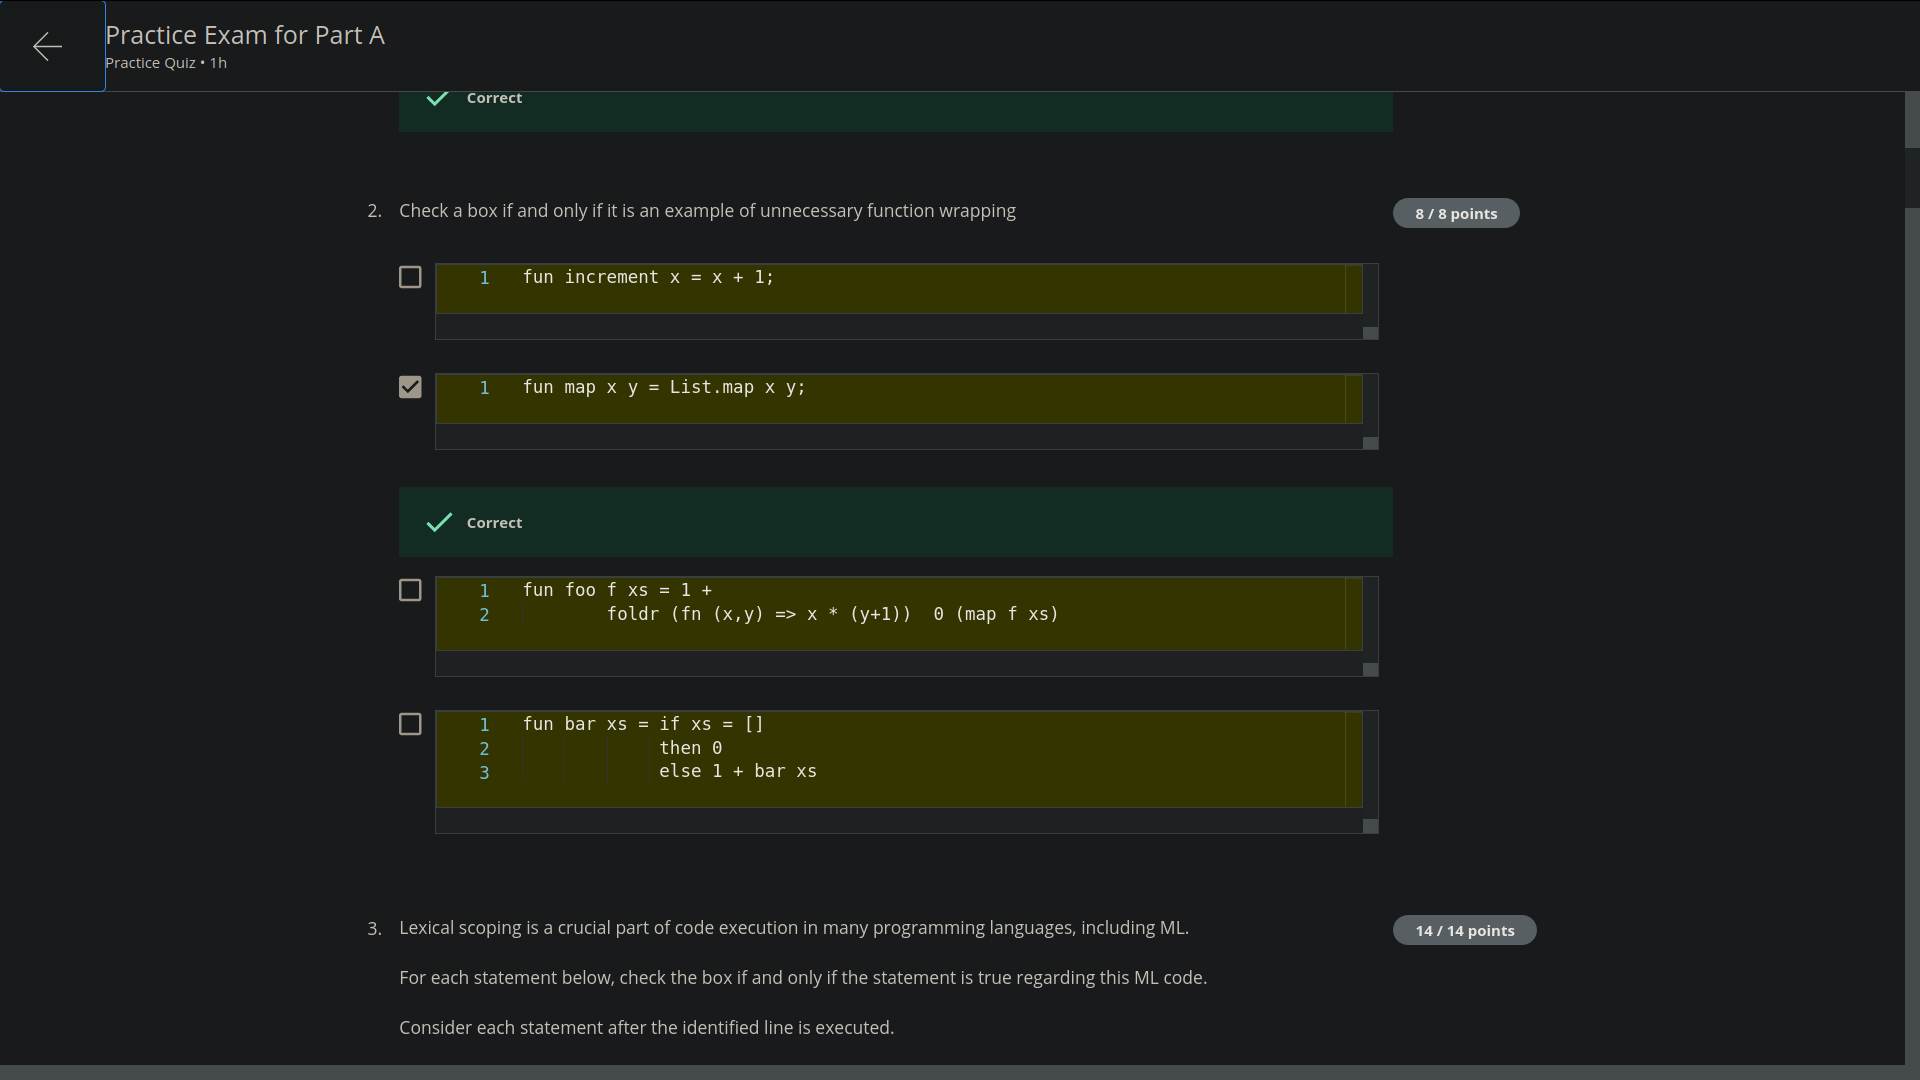 Practice Exam for Part A
Practice Quiz • 1h
Correct
2. Check a box if and only if it is an example of unnecessary function wrapping
8 / 8 points
1 fun increment x = x + 1;
1 fun map x y = List.map x y;
Correct
1 fun foo f xs = 1 +
2 foldr (fn (x,y) => x * (y+1))  0 (map f xs)
1 fun bar xs = if xs = []
2 then 0
3 else 1 + bar xs
3. Lexical scoping is a crucial part of code execution in many programming languages, including ML.
14 / 14 points
For each statement below, check the box if and only if the statement is true regarding this ML code.
Consider each statement after the identified line is executed.